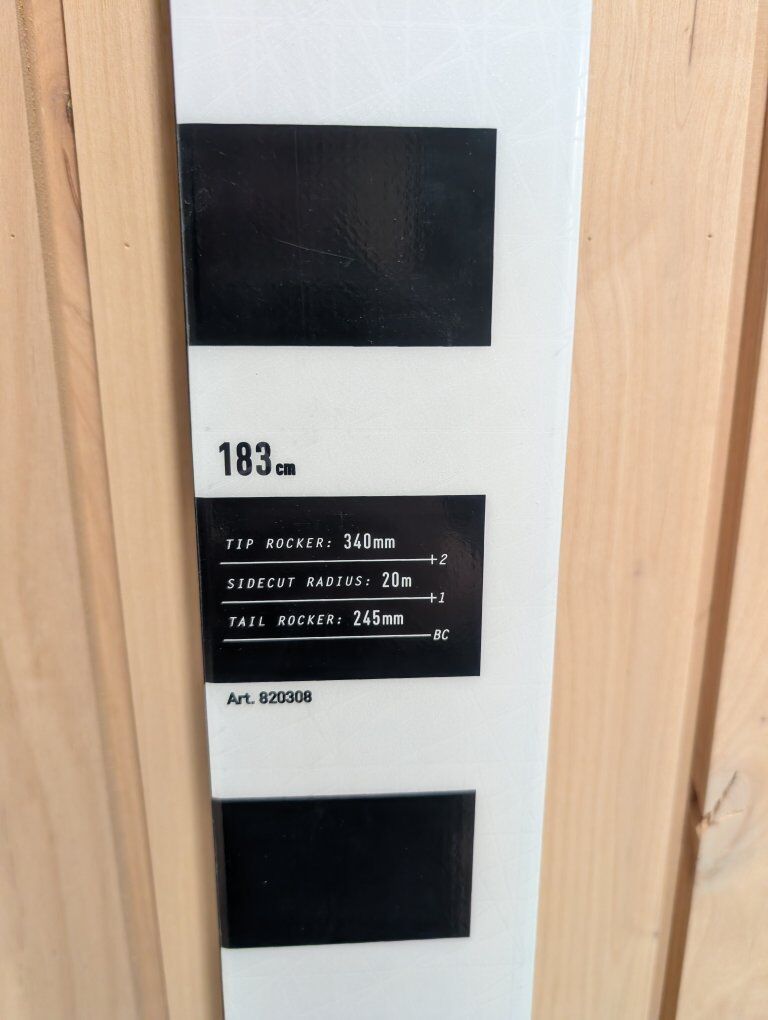 183cm
TIP ROCKER: 340mm
+2
SIDECUT RADIUS: 20m
+1
TAIL ROCKER: 245mm
BC
Art. 820308